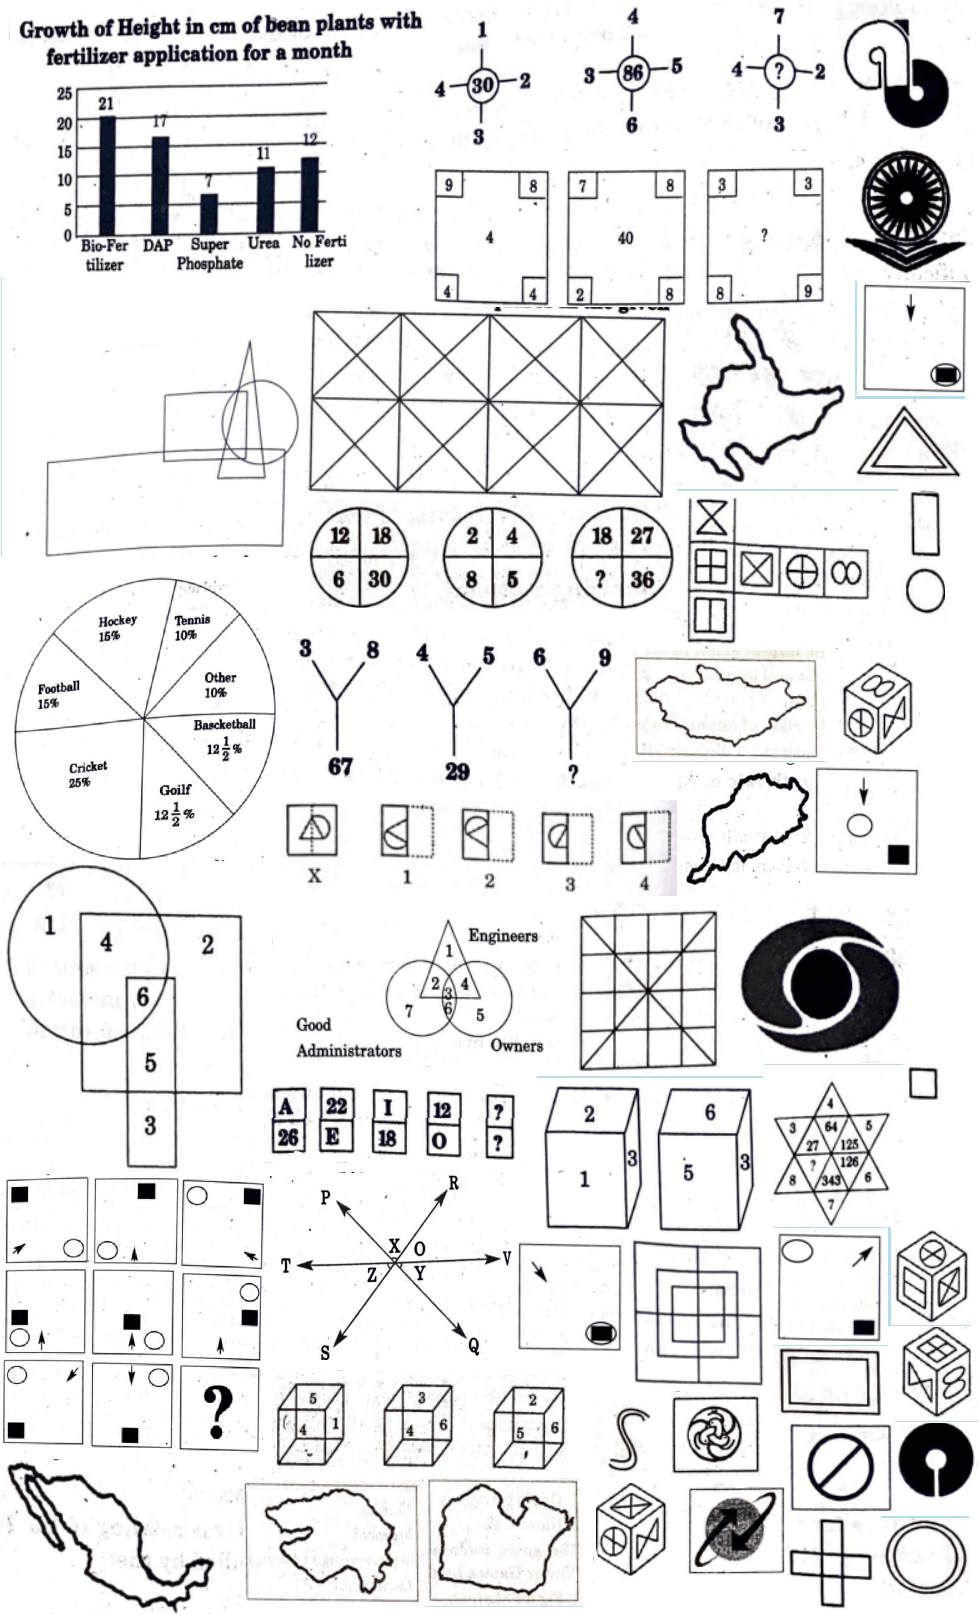 Growth of Height in cm of bean plants with
fertilizer application for a month
25
20
15
10
5
0
21
17
7
11
12
Bio-Fer
tilizer
DAP
Super
Phosphate
Urea
No Ferti
lizer
1
4 30 2
3
4
3 86 5
6
7
4 ? 2
3
9 8
4
4 4
7 8
40
2 8
3 3
?
8 9
12 18
6 30
2 4
8 5
18 27
? 36
Hockey
15%
Tennis
10%
Other
10%
Football
15%
Bascketball
12 1/2 %
Cricket
25%
Goilf
12 1/2 %
3 8
67
4 5
29
6 9
?
X 1 2 3 4
1 4 2
6
5
3
Engineers
1
2 4
3
7 6 5
Good
Administrators
Owners
A 22 I 12 ?
26 E 18 O ?
2
1 3
6
5 3
4
3 64 5
27 125
? 126
8 343 6
7
P R
X O
T V
Z Y
S Q
?
5
4 1
3
4 6
2
5 6